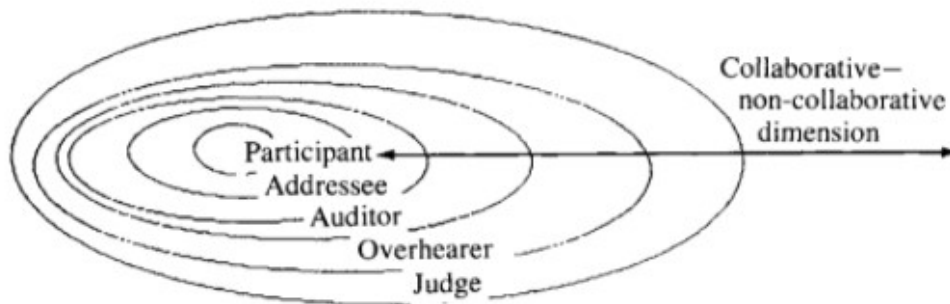 Collaborative–
non-collaborative
dimension
Participant
Addressee
Auditor
Overhearer
Judge